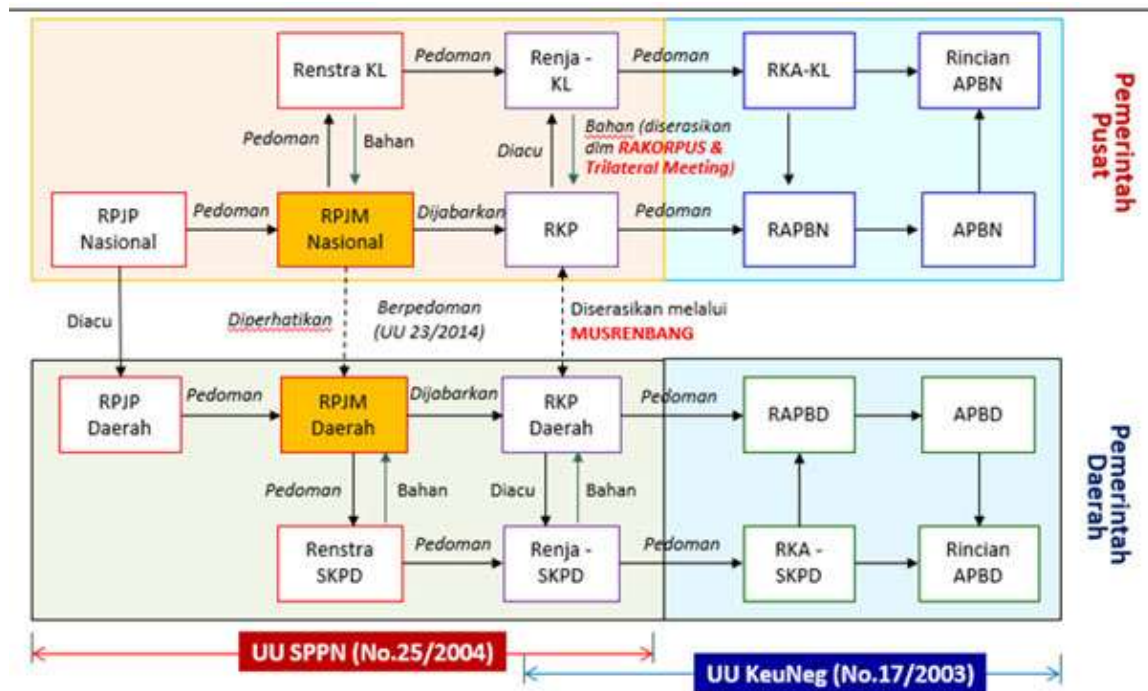 Pedoman
Pedoman
Pedoman
Renstra KL
Renja -
KL
RKA-KL
Rincian
APBN
Pedoman
Bahan
Diacu
Bahan (diserasikan
dlm RAKORPUS &
Trilateral Meeting)
Pemerintah
Pusat
RPJP
Nasional
Pedoman
RPJM
Nasional
Dijabarkan
RKP
Pedoman
RAPBN
APBN
Diacu
Diperhatikan
Berpedoman
(UU 23/2014)
Diserasikan melalui
MUSRENBANG
RPJP
Daerah
Pedoman
RPJM
Daerah
Dijabarkan
RKP
Daerah
Pedoman
RAPBD
APBD
Pemerintah
Daerah
Pedoman
Bahan
Diacu
Bahan
Renstra
SKPD
Pedoman
Renja -
SKPD
Pedoman
RKA -
SKPD
Rincian
APBD
UU SPPN (No.25/2004)
UU KeuNeg (No.17/2003)